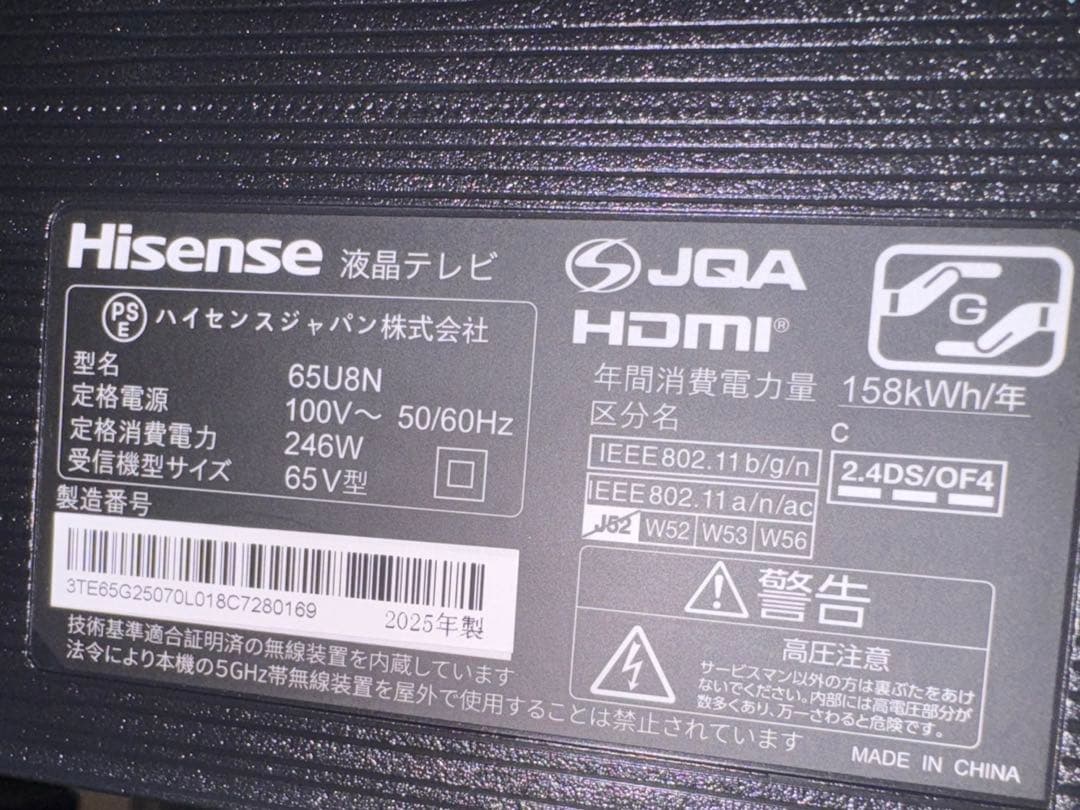 Hisense 液晶テレビ
PSE ハイセンスジャパン株式会社
型名 65U8N
定格電源 100V～ 50/60Hz
定格消費電力 246W
受信機型サイズ 65V型
製造番号
3TE65G25070L018C7280169
2025年製
技術基準適合証明済の無線装置を内蔵しています
法令により本機の5GHz帯無線装置を屋外で使用することは禁止されています
JQA
HDMI®
G
年間消費電力量 158kWh/年
区分名 C
IEEE802.11b/g/n
2.4DS/OF4
IEEE802.11a/n/ac
J52 W52 W53 W56
警告
高圧注意
サービスマン以外の方は裏ぶたをあけ
ないでください。内部には高電圧部分が
数多くあり、万一さわると危険です。
MADE IN CHINA